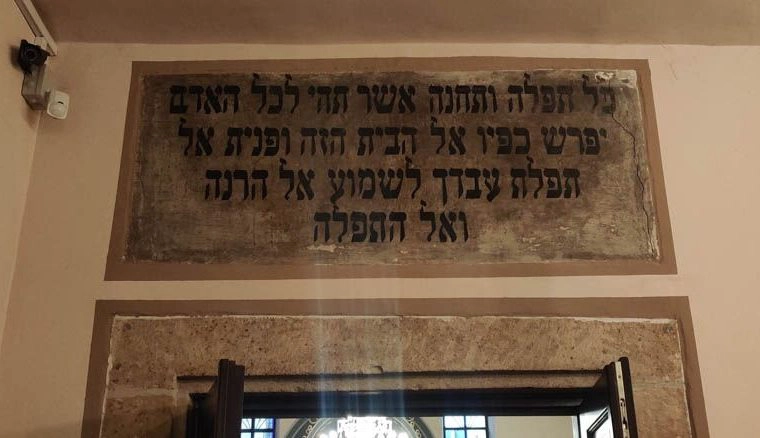 כל תפלה ותחנה אשר תהי לכל האדם
יפרש כפיו אל הבית הזה ופנית אל
תפלת עבדך לשמוע אל הרנה
ואל התפלה